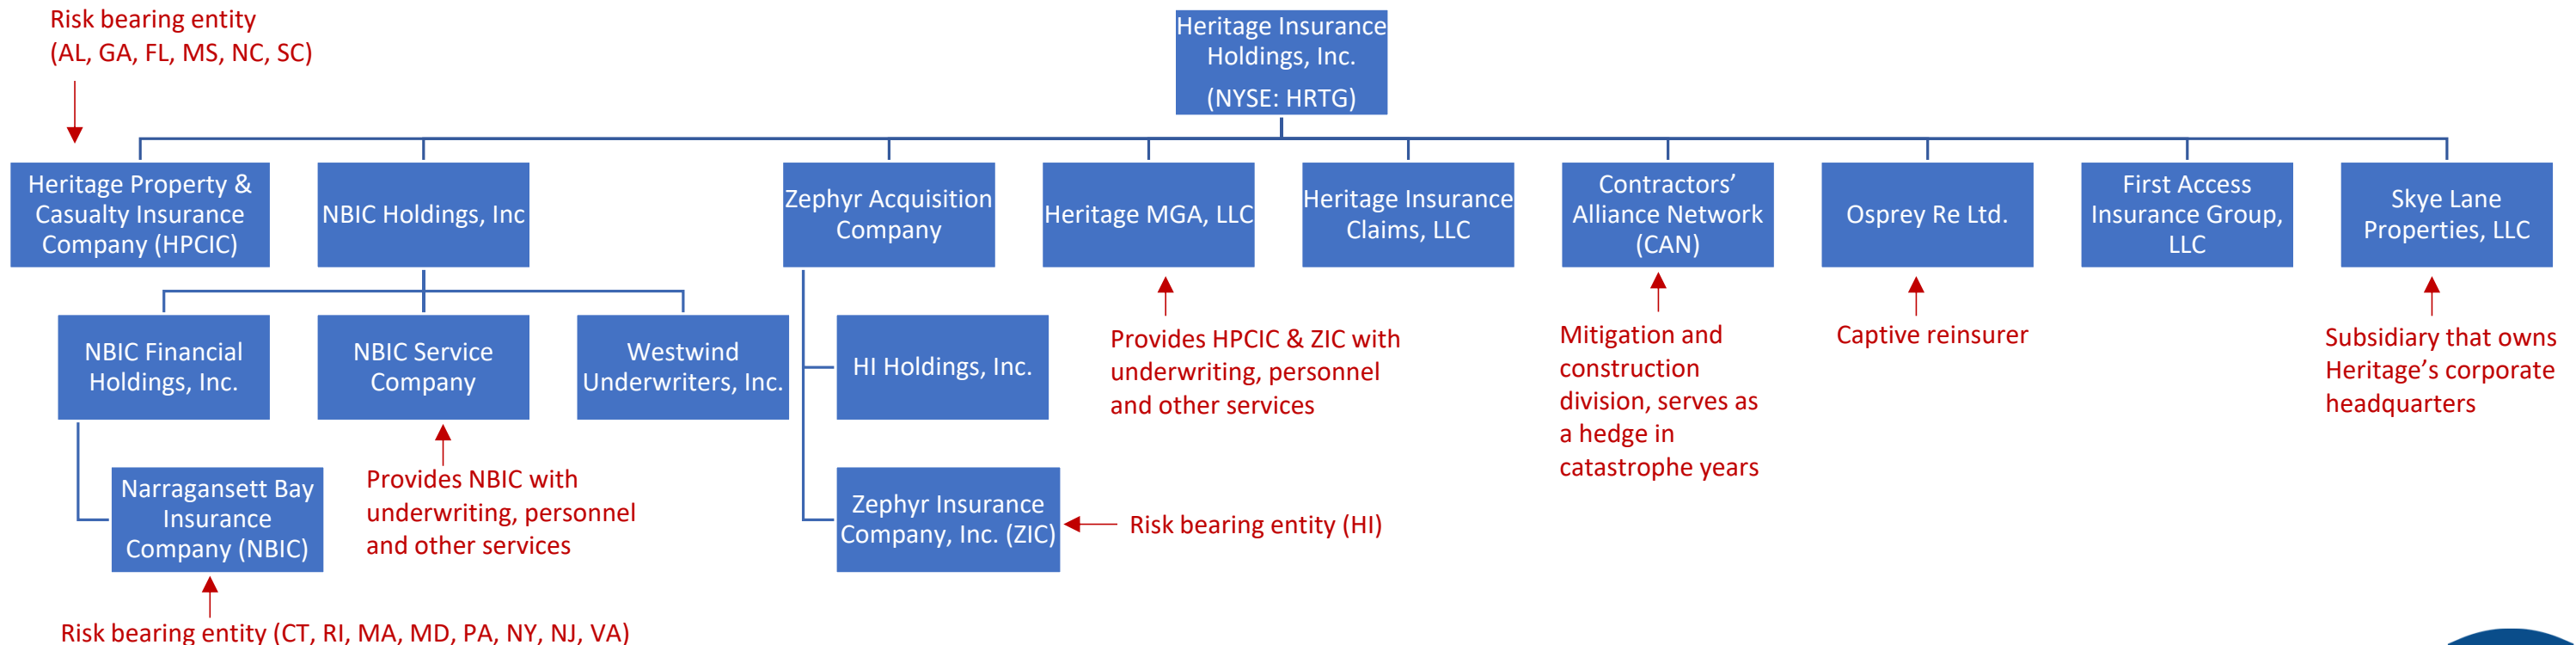 Risk bearing entity
(AL, GA, FL, MS, NC, SC)
Heritage Insurance
Holdings, Inc.
(NYSE: HRTG)
Heritage Property &
Casualty Insurance
Company (HPCIC)
NBIC Holdings, Inc
Zephyr Acquisition
Company
Heritage MGA, LLC
Heritage Insurance
Claims, LLC
Contractors’
Alliance Network
(CAN)
Osprey Re Ltd.
First Access
Insurance Group,
LLC
Skye Lane
Properties, LLC
NBIC Financial
Holdings, Inc.
NBIC Service
Company
Westwind
Underwriters, Inc.
HI Holdings, Inc.
Provides HPCIC & ZIC with
underwriting, personnel
and other services
Mitigation and
construction
division, serves as
a hedge in
catastrophe years
Captive reinsurer
Subsidiary that owns
Heritage’s corporate
headquarters
Narragansett Bay
Insurance
Company (NBIC)
Provides NBIC with
underwriting, personnel
and other services
Zephyr Insurance
Company, Inc. (ZIC)
Risk bearing entity (HI)
Risk bearing entity (CT, RI, MA, MD, PA, NY, NJ, VA)